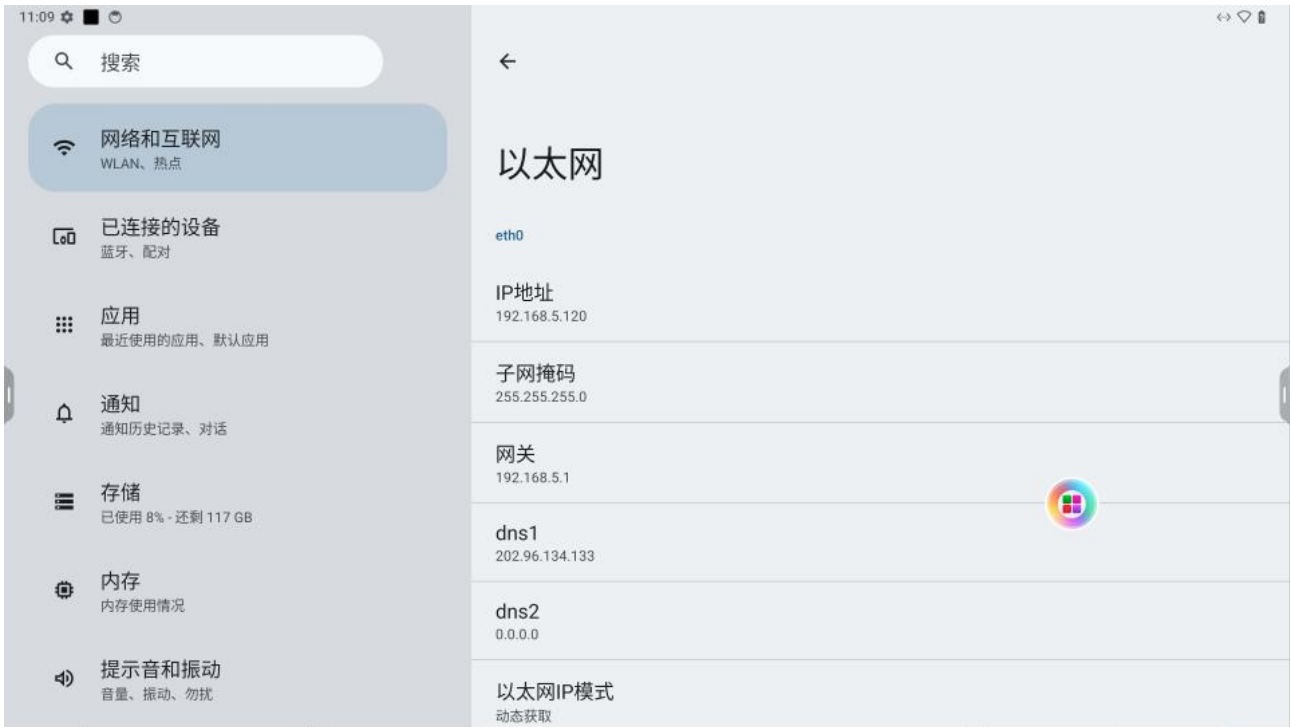 11:09
搜索
网络和互联网
WLAN、热点
已连接的设备
蓝牙、配对
应用
最近使用的应用、默认应用
通知
通知历史记录、对话
存储
已使用 8% - 还剩 117 GB
内存
内存使用情况
提示音和振动
音量、振动、勿扰
以太网
eth0
IP地址
192.168.5.120
子网掩码
255.255.255.0
网关
192.168.5.1
dns1
202.96.134.133
dns2
0.0.0.0
以太网IP模式
动态获取